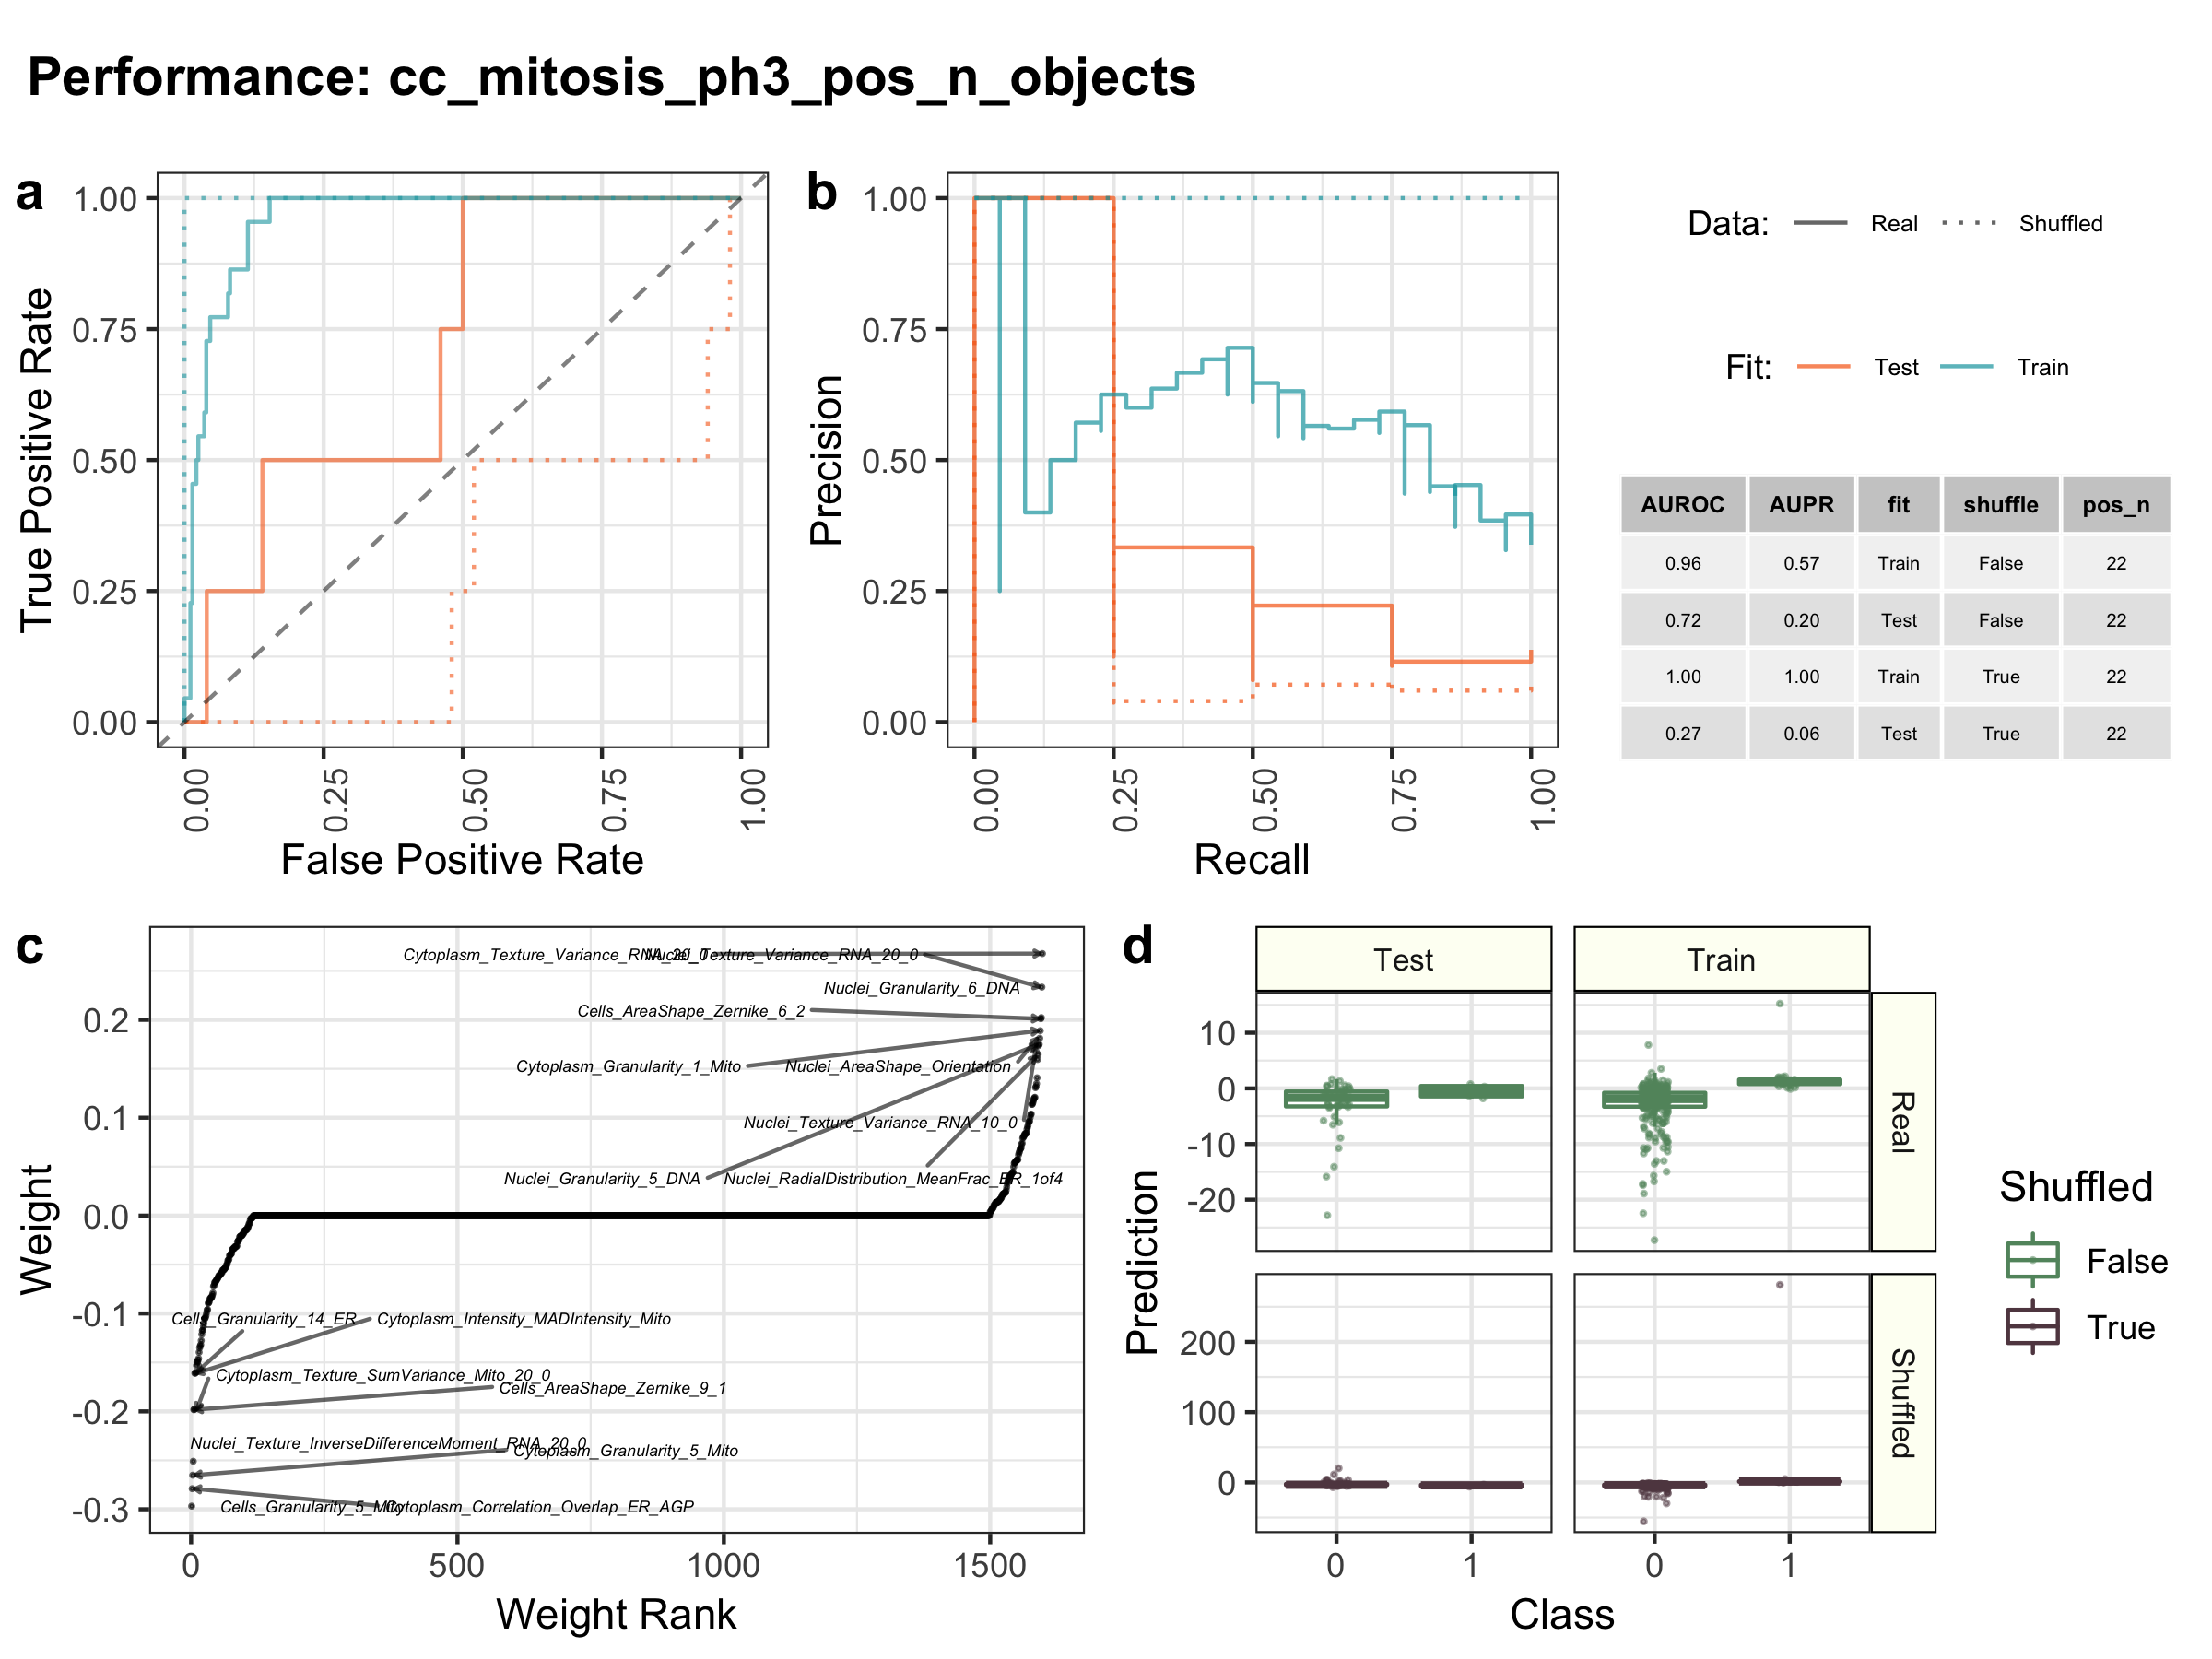 Performance: cc_mitosis_ph3_pos_n_objects
a
True Positive Rate
1.00
0.75
0.50
0.25
0.00
0.00 0.25 0.50 0.75 1.00
False Positive Rate
b
Precision
1.00
0.75
0.50
0.25
0.00
0.00 0.25 0.50 0.75 1.00
Recall
Data: Real Shuffled
Fit: Test Train
AUROC AUPR fit shuffle pos_n
0.96 0.57 Train False 22
0.72 0.20 Test False 22
1.00 1.00 Train True 22
0.27 0.06 Test True 22
c
Weight
0.2
0.1
0.0
-0.1
-0.2
-0.3
Cytoplasm_Texture_Variance_RNA_20_0
Nuclei_Texture_Variance_RNA_20_0
Nuclei_Granularity_6_DNA
Cells_AreaShape_Zernike_6_2
Cytoplasm_Granularity_1_Mito
Nuclei_AreaShape_Orientation
Nuclei_Texture_Variance_RNA_10_0
Nuclei_Granularity_5_DNA
Nuclei_RadialDistribution_MeanFrac_ER_1of4
Cells_Granularity_14_ER
Cytoplasm_Intensity_MADIntensity_Mito
Cytoplasm_Texture_SumVariance_Mito_20_0
Cells_AreaShape_Zernike_9_1
Nuclei_Texture_InverseDifferenceMoment_RNA_20_0
Cytoplasm_Granularity_5_Mito
Cells_Granularity_5_Mito
Cytoplasm_Correlation_Overlap_ER_AGP
0 500 1000 1500
Weight Rank
d
Test Train
Prediction
10
0
-10
-20
Real
200
100
0
Shuffled
0 1 0 1
Class
Shuffled
False
True